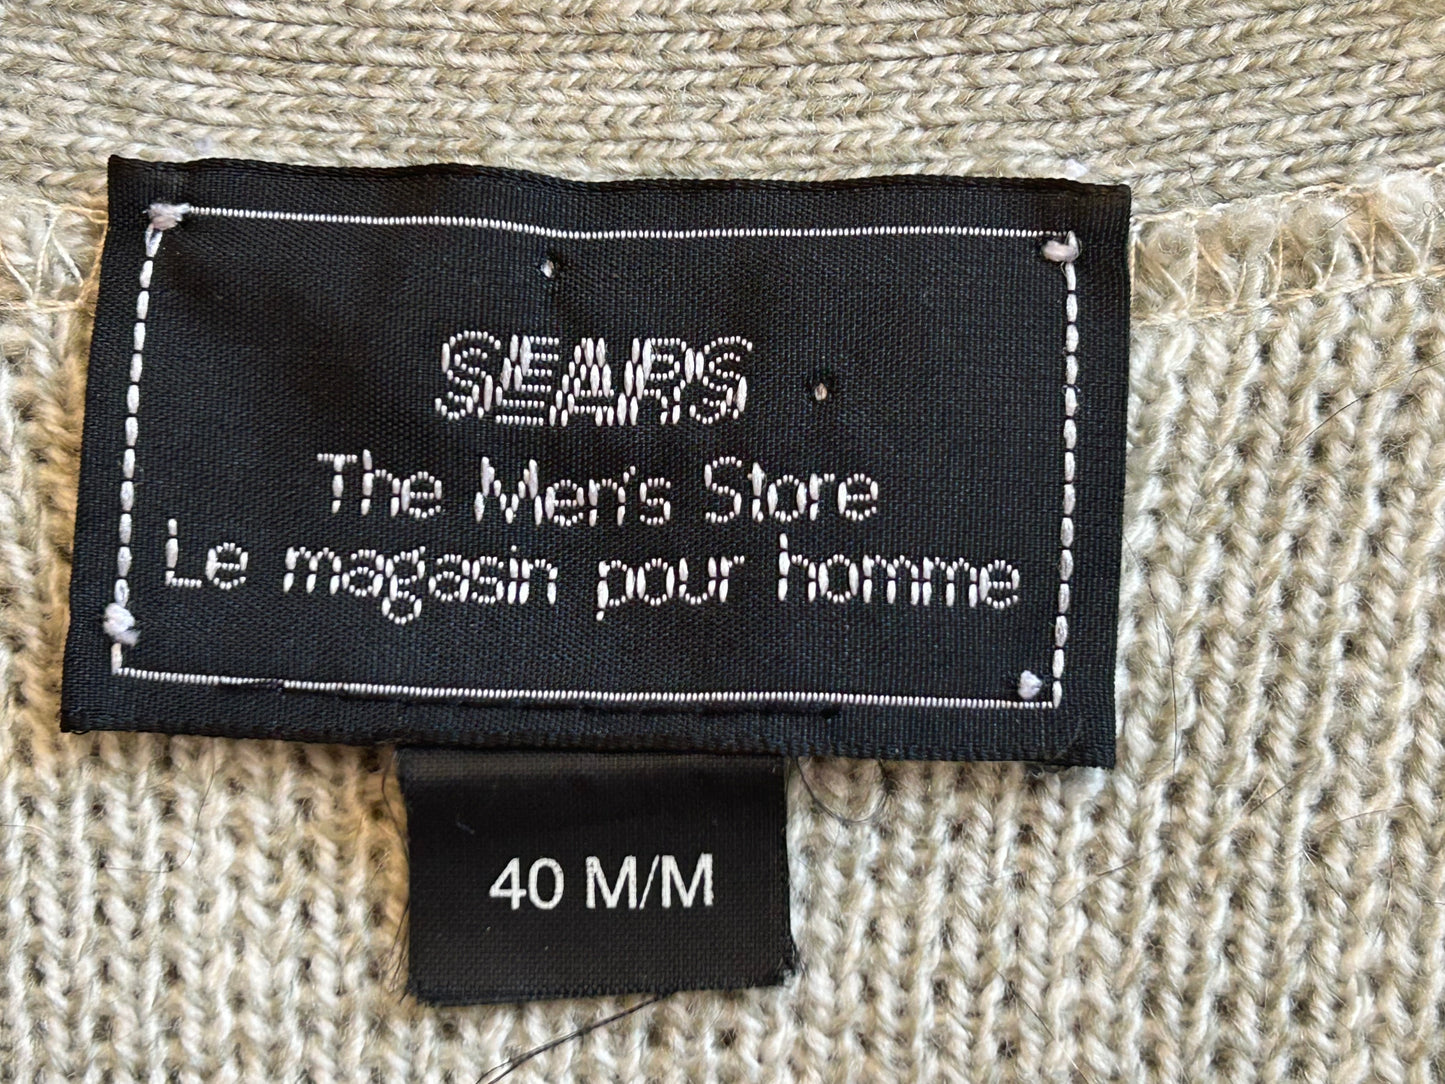 SEARS
The Men's Store
Le magasin pour homme
40 M/M